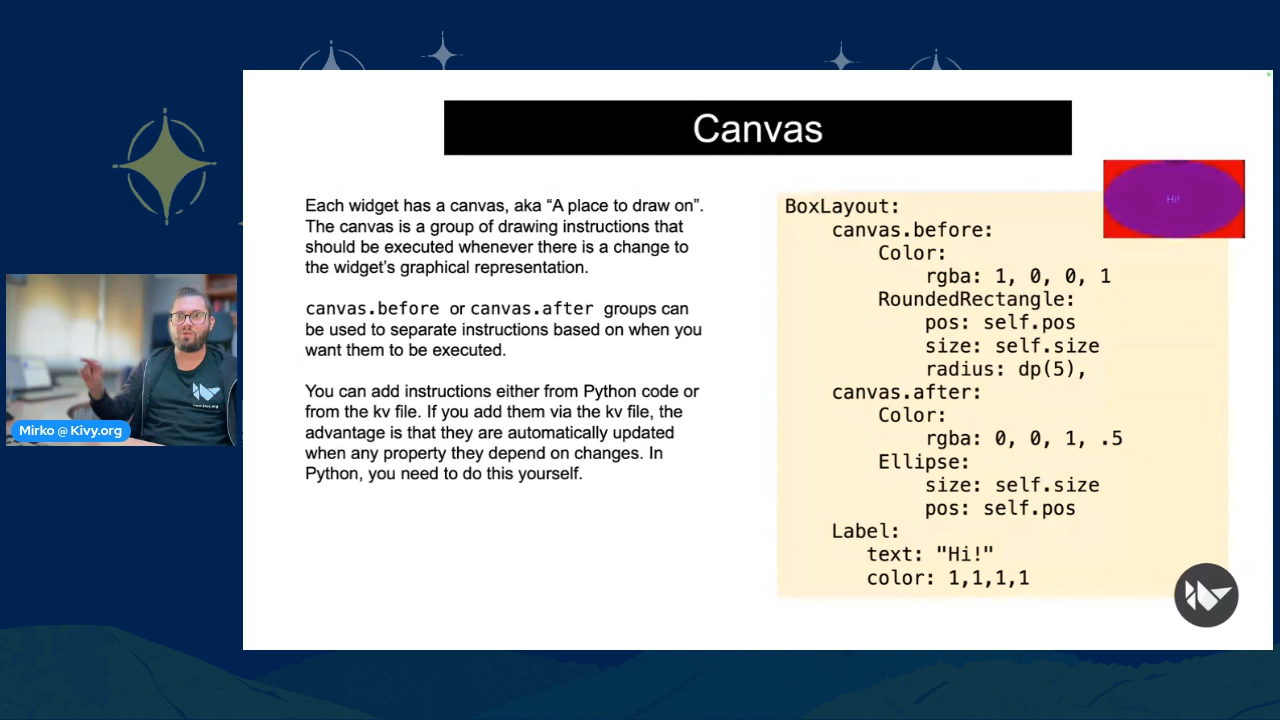 Canvas
Each widget has a canvas, aka “A place to draw on”.
The canvas is a group of drawing instructions that
should be executed whenever there is a change to
the widget’s graphical representation.
canvas.before or canvas.after groups can
be used to separate instructions based on when you
want them to be executed.
You can add instructions either from Python code or
from the kv file. If you add them via the kv file, the
advantage is that they are automatically updated
when any property they depend on changes. In
Python, you need to do this yourself.
Hi!
BoxLayout:
canvas.before:
Color:
rgba: 1, 0, 0, 1
RoundedRectangle:
pos: self.pos
size: self.size
radius: dp(5),
canvas.after:
Color:
rgba: 0, 0, 1, .5
Ellipse:
size: self.size
pos: self.pos
Label:
text: "Hi!"
color: 1,1,1,1
www.kivy.org
Mirko @ Kivy.org